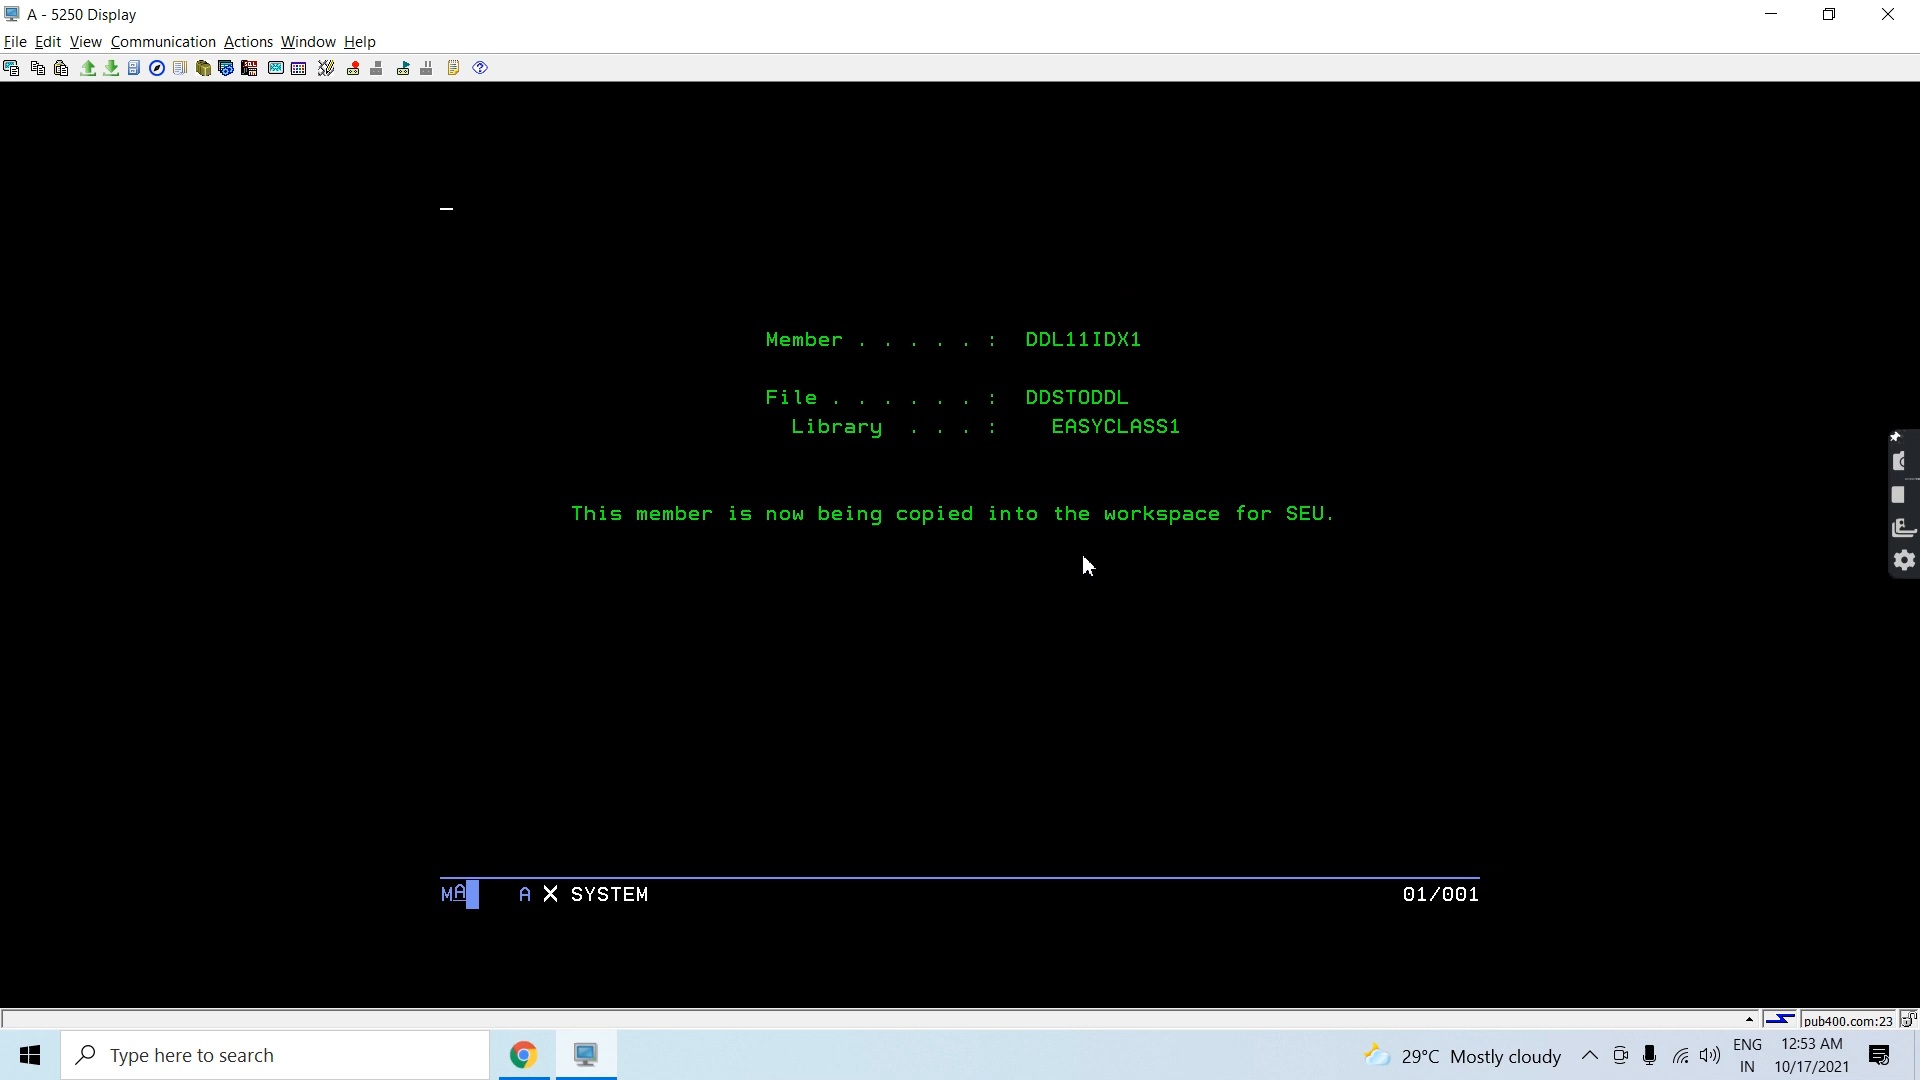 A - 5250 Display
File Edit View Communication Actions Window Help
Member . . . . . : DDL11IDX1
File . . . . . . : DDSTODDL
Library . . . : EASYCLASS1
This member is now being copied into the workspace for SEU.
MA A X SYSTEM 01/001
pub400.com:23
Type here to search
29°C Mostly cloudy
ENG
IN
12:53 AM
10/17/2021